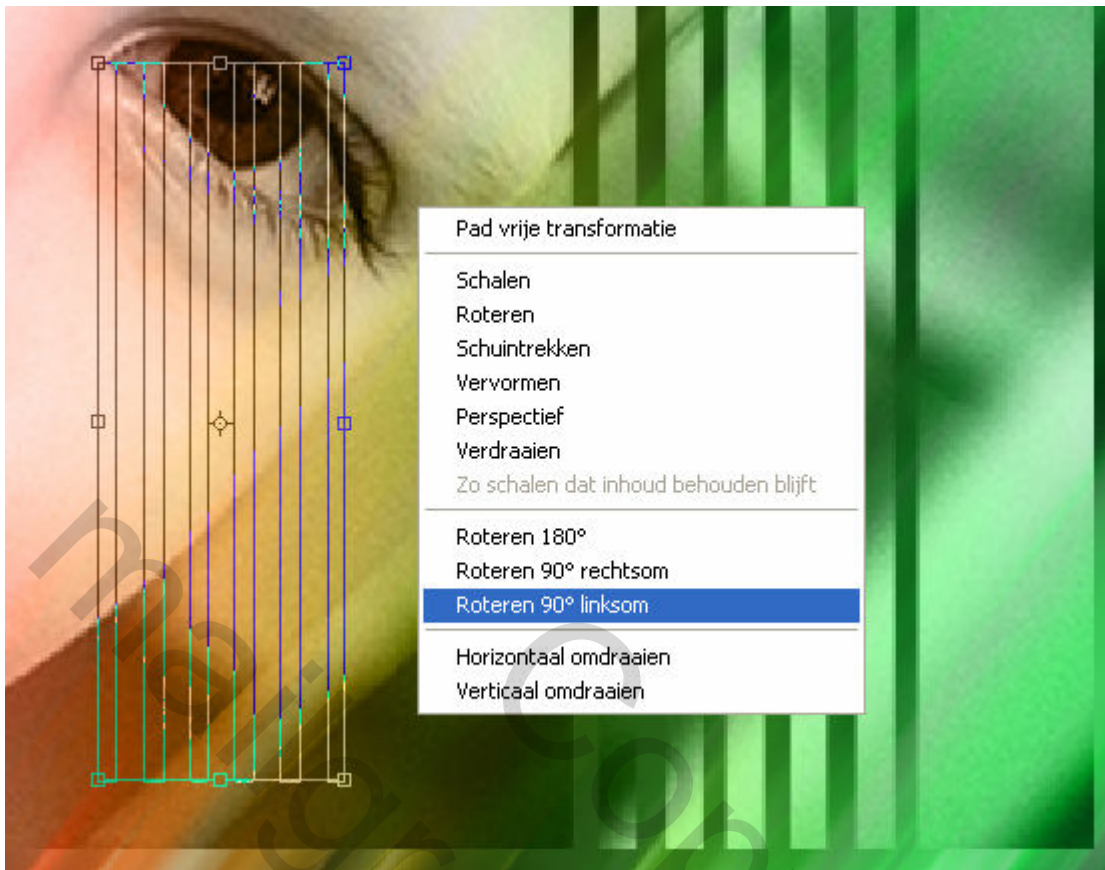 Pad vrije transformatie
Schalen
Roteren
Schuintrekken
Vervormen
Perspectief
Verdraaien
Zo schalen dat inhoud behouden blijft
Roteren 180°
Roteren 90° rechtsom
Roteren 90° linksom
Horizontaal omdraaien
Verticaal omdraaien